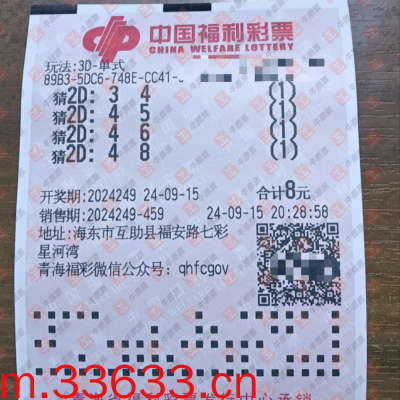 中国福利彩票
CHINA WELFARE LOTTERY
玩法:3D-单式
89B3-5DC6-748E-CC41-
猜2D: 3 4 (1)
猜2D: 4 5 (1)
猜2D: 4 6 (1)
猜2D: 4 8 (1)
开奖期:2024249 24-09-15 合计8元
销售期:2024249-459 24-09-15 20:28:58
地址:海东市互助县福安路七彩
星河湾
青海福彩微信公众号: qhfcgov
m.33633.cn